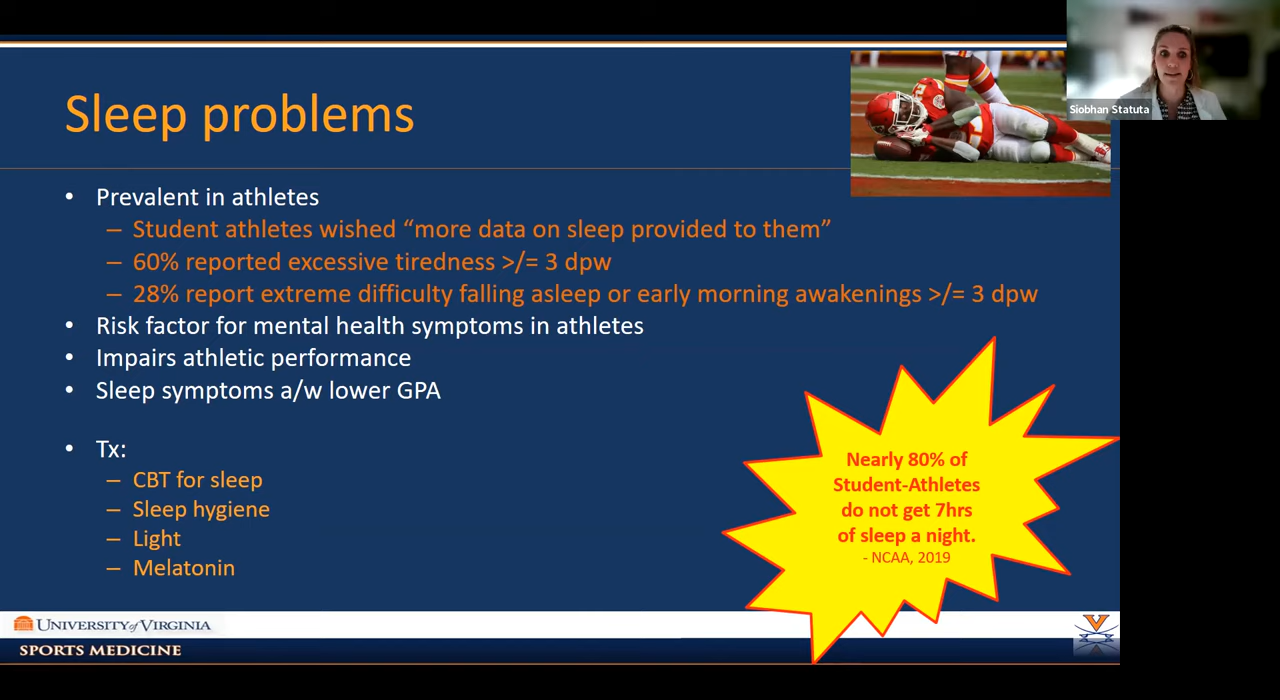 Siobhan Statuta
Sleep problems
• Prevalent in athletes
– Student athletes wished “more data on sleep provided to them”
– 60% reported excessive tiredness >/= 3 dpw
– 28% report extreme difficulty falling asleep or early morning awakenings >/= 3 dpw
• Risk factor for mental health symptoms in athletes
• Impairs athletic performance
• Sleep symptoms a/w lower GPA
• Tx:
– CBT for sleep
– Sleep hygiene
– Light
– Melatonin
Nearly 80% of
Student-Athletes
do not get 7hrs
of sleep a night.
- NCAA, 2019
UNIVERSITY of VIRGINIA
SPORTS MEDICINE